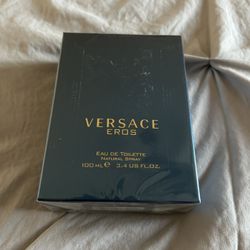 VERSACE
EROS
EAU DE TOILETTE
NATURAL SPRAY
100 ML ℮ 3.4 US FL.OZ.